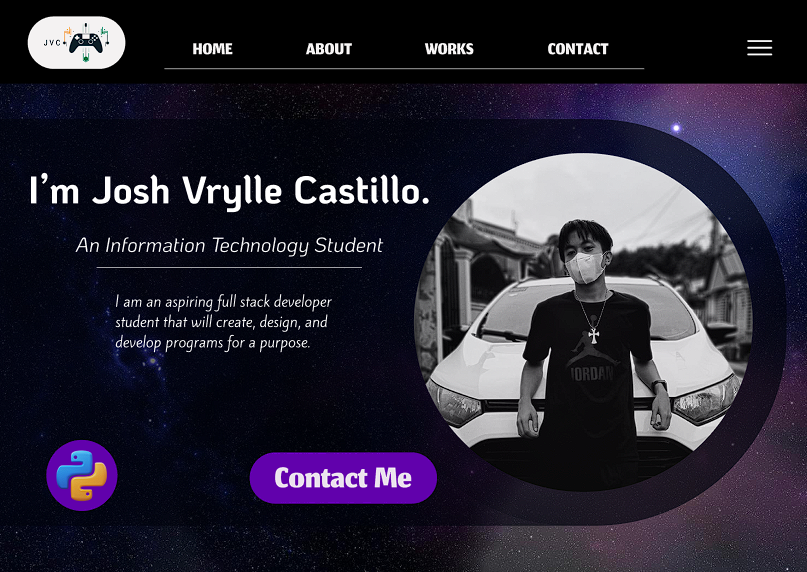 JVC
HOME ABOUT WORKS CONTACT
I'm Josh Vrylle Castillo.
An Information Technology Student
I am an aspiring full stack developer
student that will create, design, and
develop programs for a purpose.
JORDAN
Contact Me